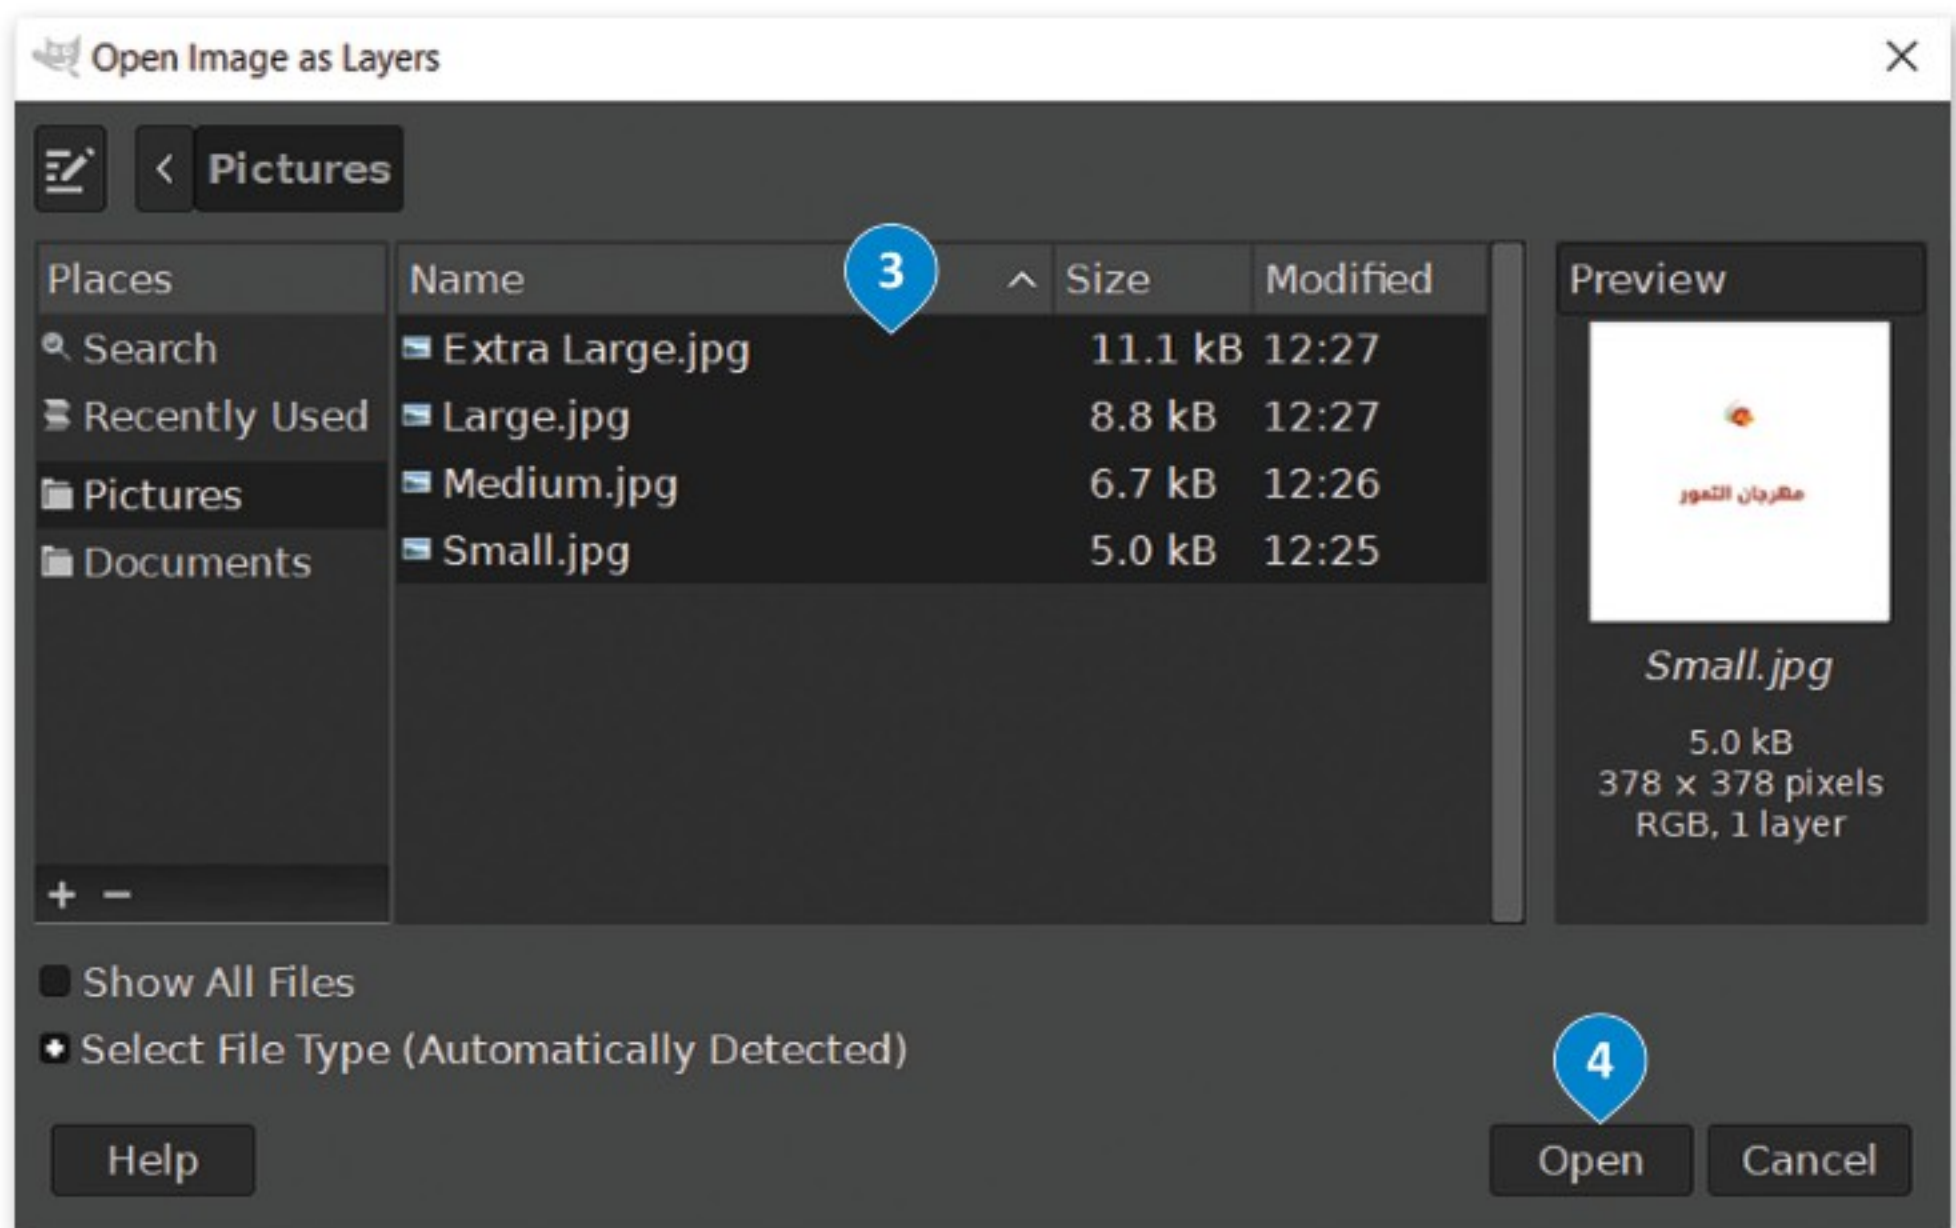 Open Image as Layers
Pictures
Places
Search
Recently Used
Pictures
Documents
Name Size Modified
Extra Large.jpg 11.1 kB 12:27
Large.jpg 8.8 kB 12:27
Medium.jpg 6.7 kB 12:26
Small.jpg 5.0 kB 12:25
3
Preview
مهرجان التمور
Small.jpg
5.0 kB
378 × 378 pixels
RGB, 1 layer
Show All Files
Select File Type (Automatically Detected)
4
Help Open Cancel